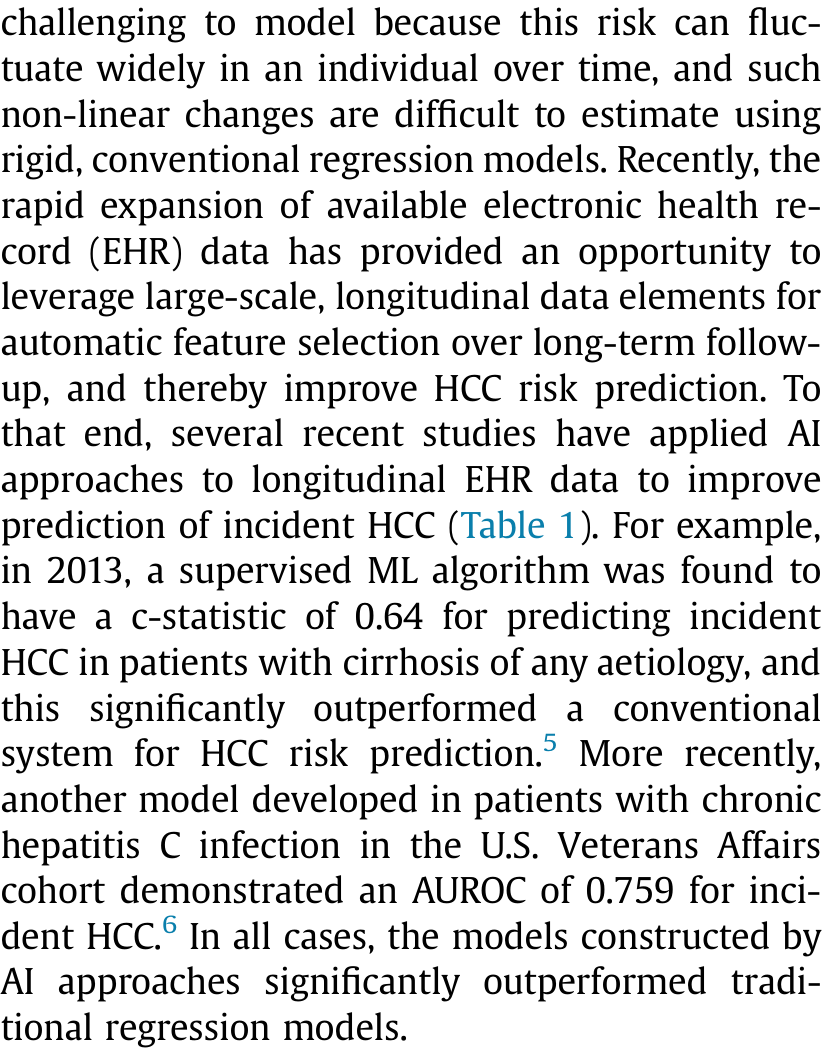 challenging to model because this risk can fluc-
tuate widely in an individual over time, and such
non-linear changes are difficult to estimate using
rigid, conventional regression models. Recently, the
rapid expansion of available electronic health re-
cord (EHR) data has provided an opportunity to
leverage large-scale, longitudinal data elements for
automatic feature selection over long-term follow-
up, and thereby improve HCC risk prediction. To
that end, several recent studies have applied AI
approaches to longitudinal EHR data to improve
prediction of incident HCC (Table 1). For example,
in 2013, a supervised ML algorithm was found to
have a c-statistic of 0.64 for predicting incident
HCC in patients with cirrhosis of any aetiology, and
this significantly outperformed a conventional
system for HCC risk prediction.5 More recently,
another model developed in patients with chronic
hepatitis C infection in the U.S. Veterans Affairs
cohort demonstrated an AUROC of 0.759 for inci-
dent HCC.6 In all cases, the models constructed by
AI approaches significantly outperformed tradi-
tional regression models.